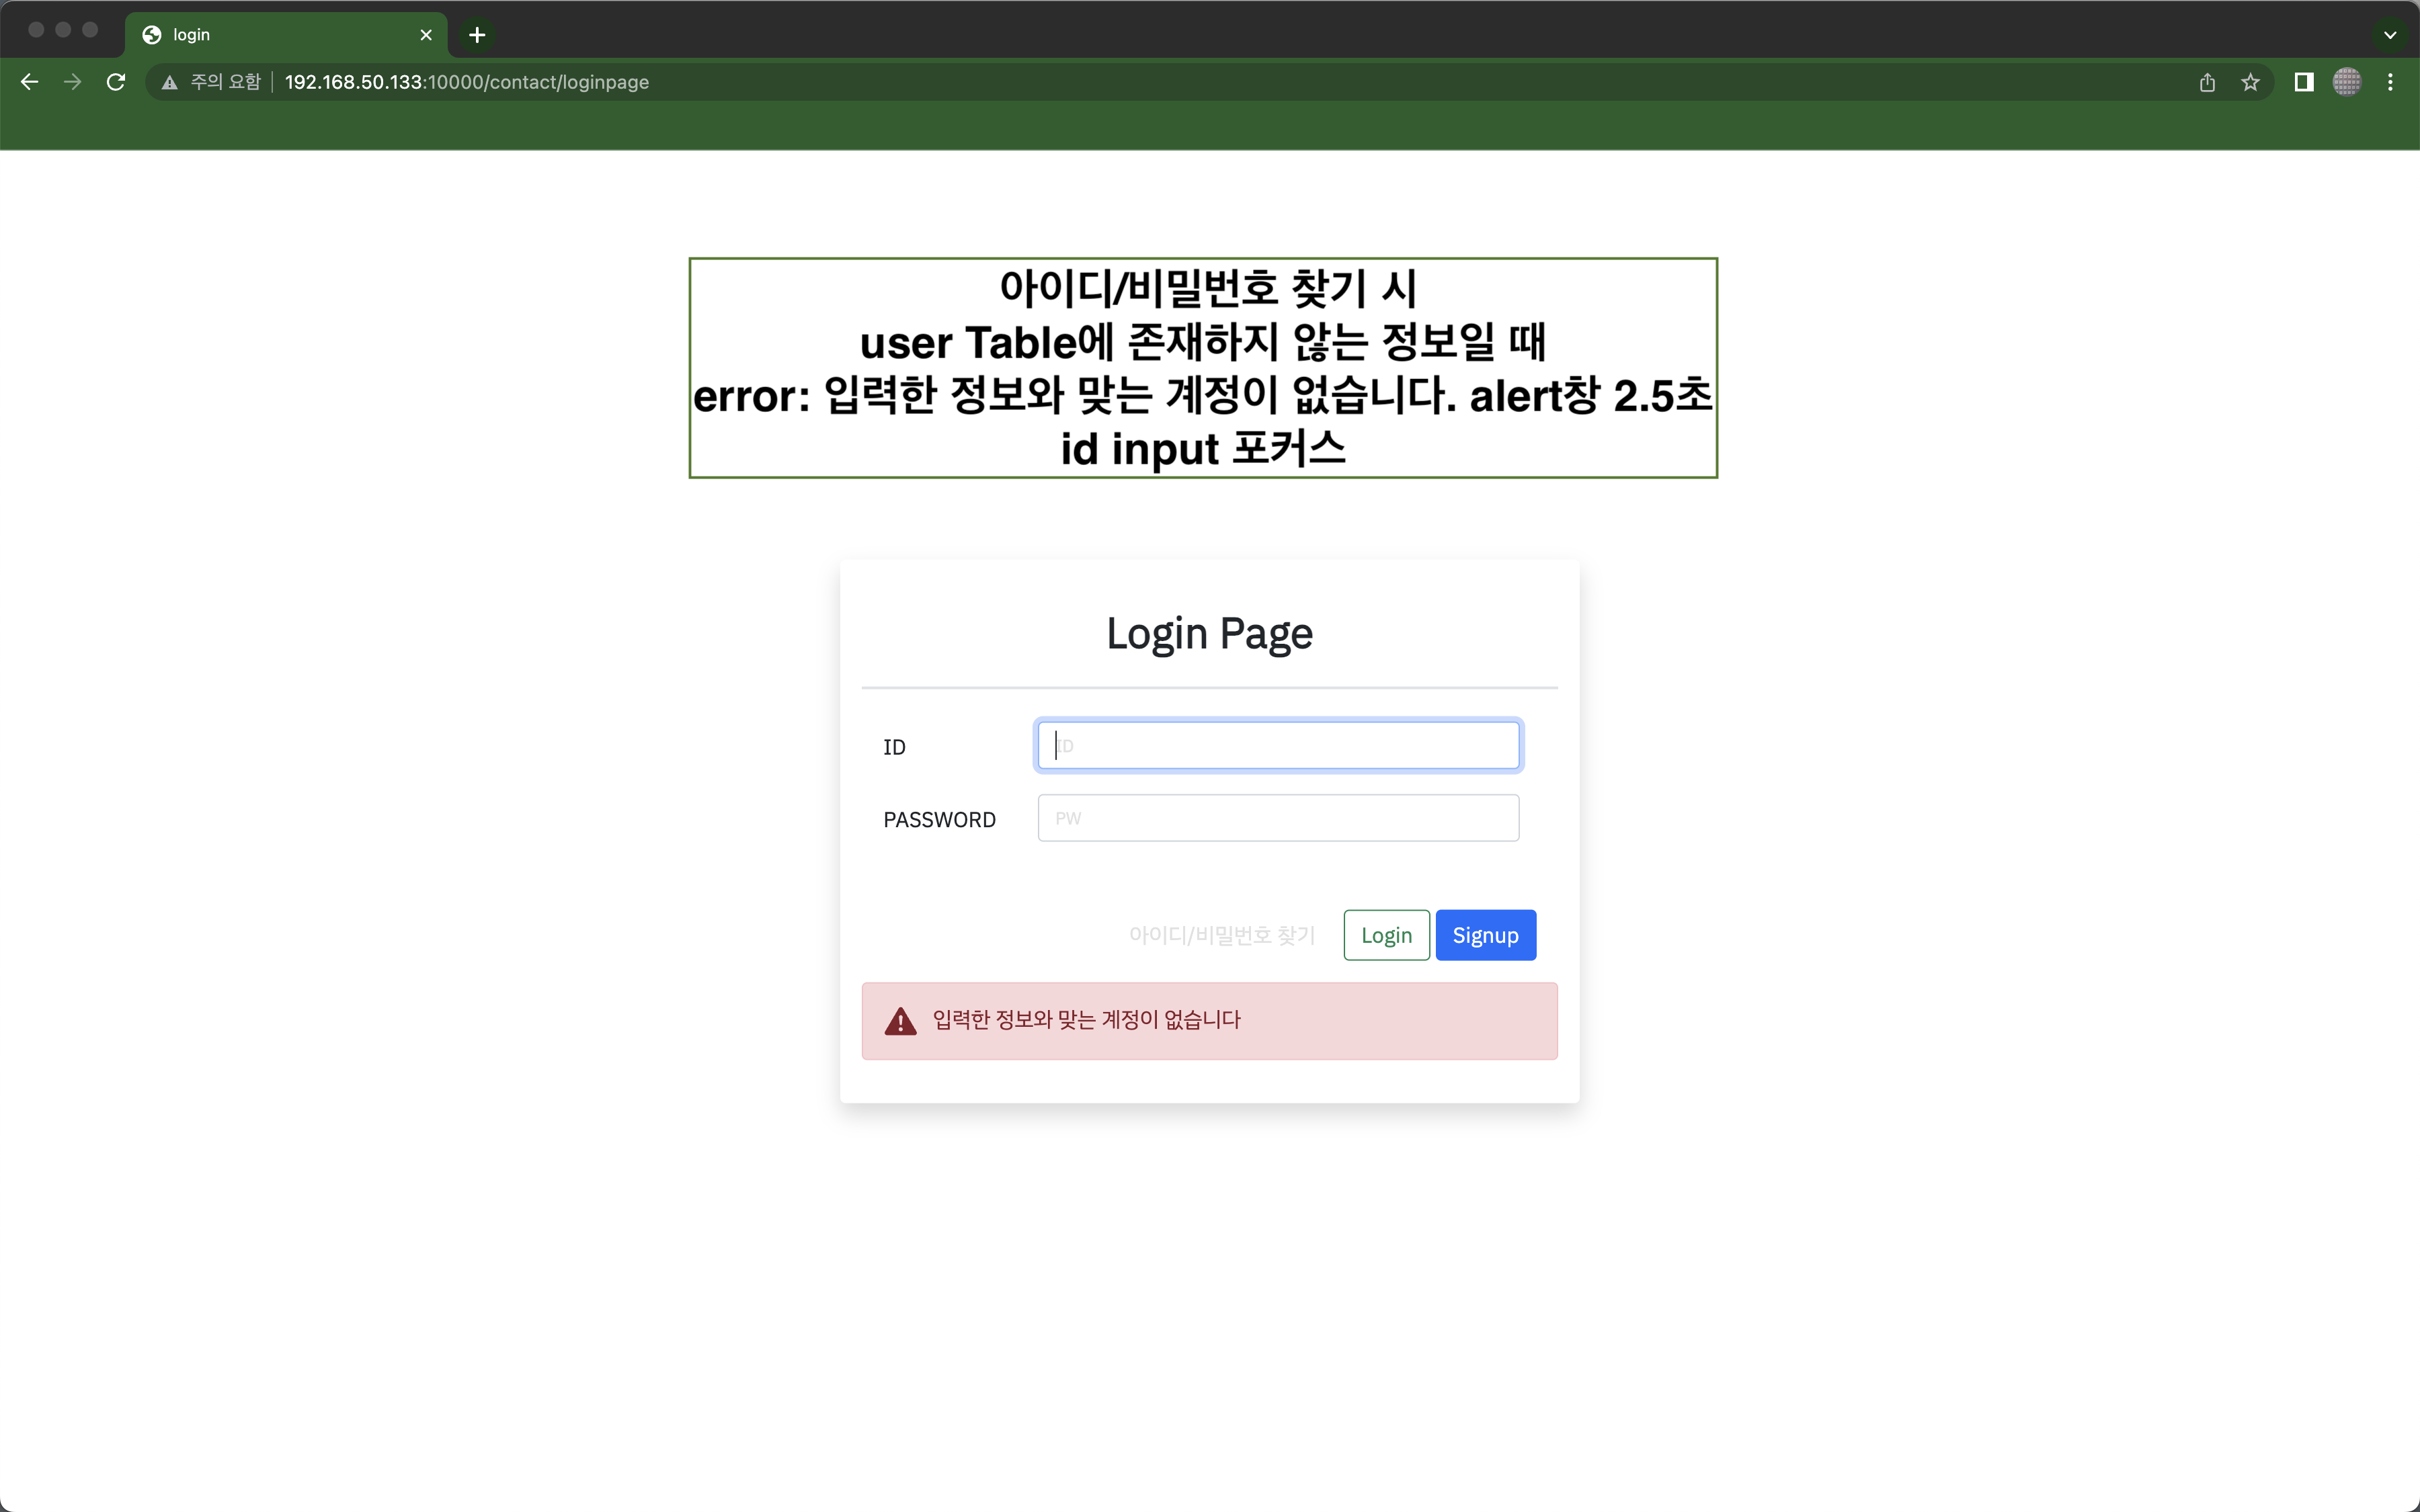 login
주의 요함 192.168.50.133:10000/contact/loginpage
아이디/비밀번호 찾기 시
user Table에 존재하지 않는 정보일 때
error: 입력한 정보와 맞는 계정이 없습니다. alert창 2.5초
id input 포커스
Login Page
ID ID
PASSWORD PW
아이디/비밀번호 찾기 Login Signup
입력한 정보와 맞는 계정이 없습니다